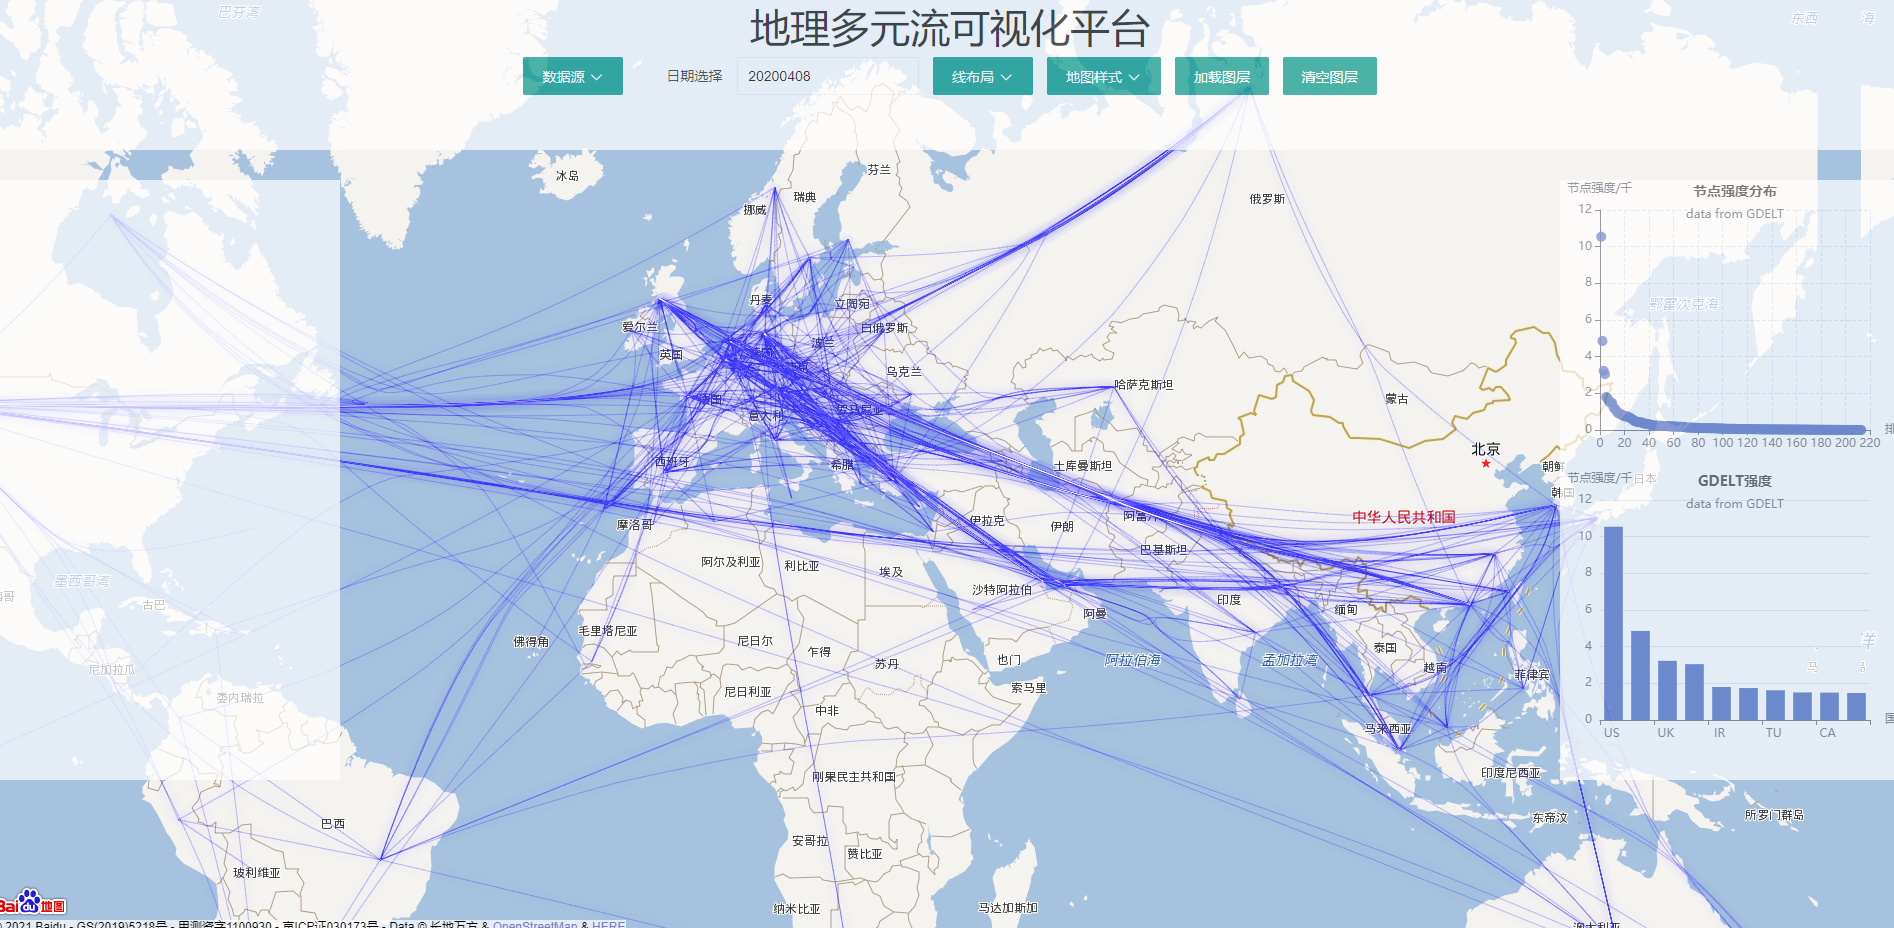 巴芬湾
东西
海
地理多元流可视化平台
数据源
日期选择
20200408
线布局
地图样式
加载图层
清空图层
冰岛
芬兰
瑞典
挪威
俄罗斯
丹麦
立陶宛
爱尔兰
白俄罗斯
英国
波兰
乌克兰
哈萨克斯坦
蒙古
法国
意大利
罗马尼亚
北京
西班牙
希腊
土库曼斯坦
朝鲜
韩国
日本
摩洛哥
伊拉克
伊朗
阿富汗
中华人民共和国
巴基斯坦
阿尔及利亚
利比亚
埃及
沙特阿拉伯
印度
缅甸
阿曼
墨西哥湾
古巴
毛里塔尼亚
佛得角
尼日尔
乍得
苏丹
也门
阿拉伯海
孟加拉湾
泰国
越南
菲律宾
尼加拉瓜
委内瑞拉
尼日利亚
索马里
中非
马来西亚
刚果民主共和国
印度尼西亚
巴西
东帝汶
所罗门群岛
安哥拉
赞比亚
玻利维亚
纳米比亚
马达加斯加
澳大利亚
鄂霍次克海
洋
马
节点强度/千
节点强度分布
data from GDELT
12
10
8
6
4
2
0
0 20 40 60 80 100 120 140 160 180 200 220
节点强度/千
GDELT强度
data from GDELT
12
10
8
6
4
2
0
US UK IR TU CA
Bai du 地图
2021 Baidu - GS(2019)5218号 - 甲测资字1100930 - 京ICP证030173号 - Data © 长地万方 & OpenStreetMap & HERE